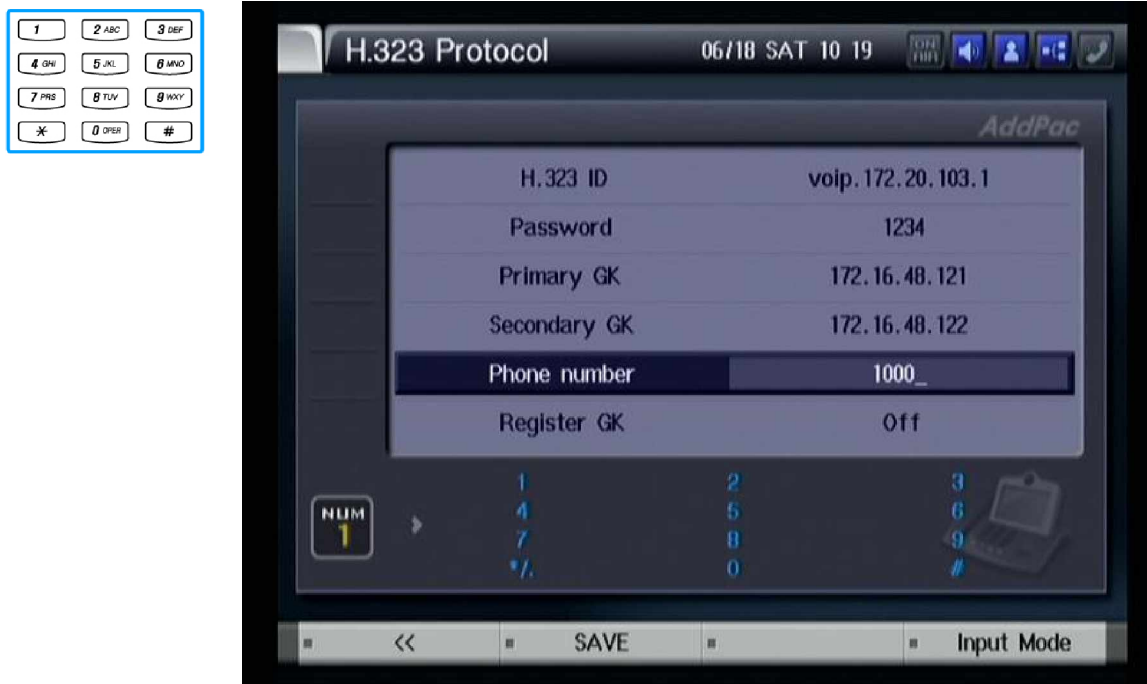 1 2 ABC 3 DEF
4 GHI 5 JKL 6 MNO
7 PRS 8 TUV 9 WXY
* 0 OPER #
H.323 Protocol 06/18 SAT 10 19
AddPac
H.323 ID voip.172.20.103.1
Password 1234
Primary GK 172.16.48.121
Secondary GK 172.16.48.122
Phone number 1000_
Register GK Off
1 2 3
NUM 1
4 5 6
7 8 9
*/. 0 #
<< SAVE Input Mode